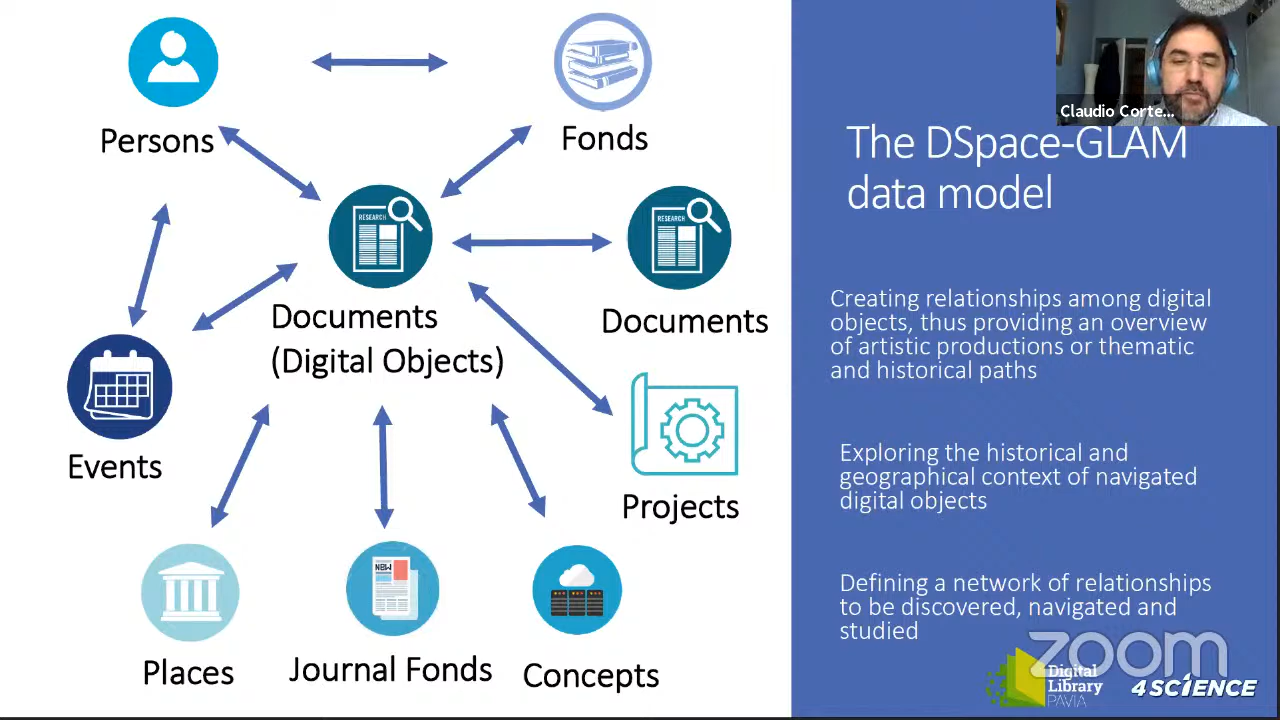 Persons
Fonds
RESEARCH
RESEARCH
Documents
(Digital Objects)
Documents
Events
Projects
NEW
Places
Journal Fonds
Concepts
Claudio Corte...
The DSpace-GLAM
data model
Creating relationships among digital
objects, thus providing an overview
of artistic productions or thematic
and historical paths
Exploring the historical and
geographical context of navigated
digital objects
Defining a network of relationships
to be discovered, navigated and
studied
zoom
Digital
Library
PAVIA
4SCIENCE